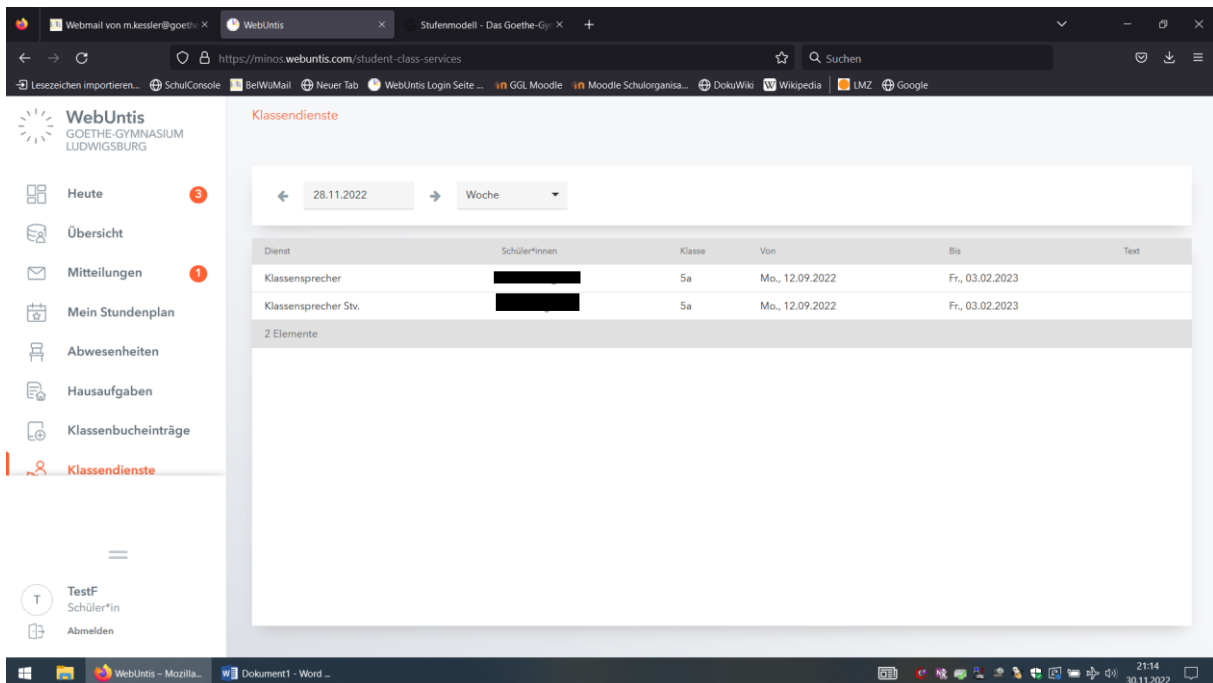 Webmail von m.kessler@goeth
WebUntis
Stufenmodell - Das Goethe-Gy
https://minos.webuntis.com/student-class-services
Suchen
Lesezeichen importieren...
SchulConsole
BelWüMail
Neuer Tab
WebUntis Login Seite ...
GGL Moodle
Moodle Schulorganisa...
DokuWiki
Wikipedia
LMZ
Google
WebUntis
GOETHE-GYMNASIUM
LUDWIGSBURG
Heute 3
Übersicht
Mitteilungen 1
Mein Stundenplan
Abwesenheiten
Hausaufgaben
Klassenbucheinträge
Klassendienste
TestF
T
Schüler*in
Abmelden
Klassendienste
28.11.2022 Woche
Dienst Schüler*innen Klasse Von Bis Text
Klassensprecher 5a Mo., 12.09.2022 Fr., 03.02.2023
Klassensprecher Stv. 5a Mo., 12.09.2022 Fr., 03.02.2023
2 Elemente
WebUntis – Mozilla...
Dokument1 - Word ...
21:14
30.11.2022